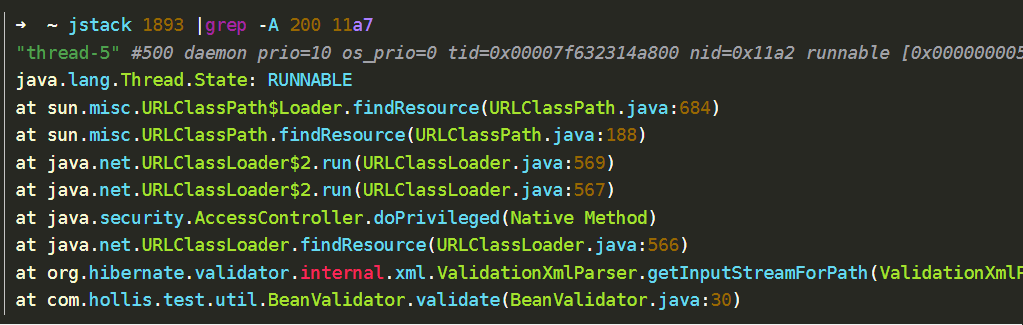 ➜  ~ jstack 1893 |grep -A 200 11a7
"thread-5" #500 daemon prio=10 os_prio=0 tid=0x00007f632314a800 nid=0x11a2 runnable [0x000000005
java.lang.Thread.State: RUNNABLE
at sun.misc.URLClassPath$Loader.findResource(URLClassPath.java:684)
at sun.misc.URLClassPath.findResource(URLClassPath.java:188)
at java.net.URLClassLoader$2.run(URLClassLoader.java:569)
at java.net.URLClassLoader$2.run(URLClassLoader.java:567)
at java.security.AccessController.doPrivileged(Native Method)
at java.net.URLClassLoader.findResource(URLClassLoader.java:566)
at org.hibernate.validator.internal.xml.ValidationXmlParser.getInputStreamForPath(ValidationXmlP
at com.hollis.test.util.BeanValidator.validate(BeanValidator.java:30)